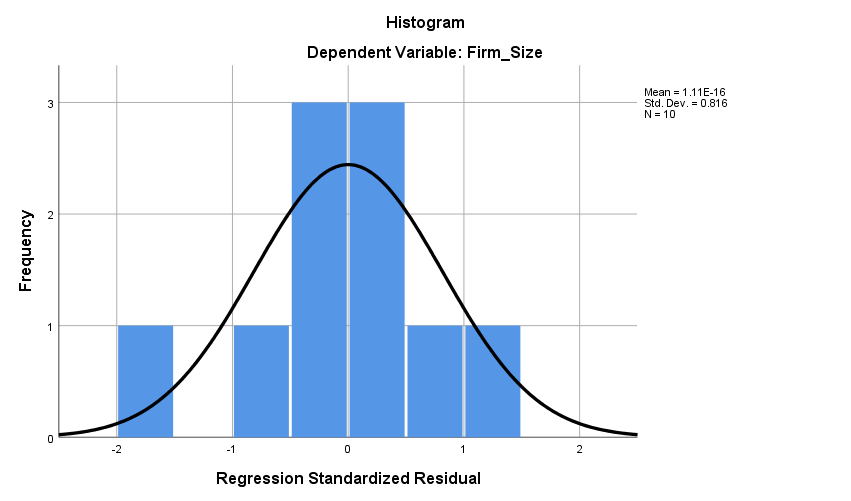 Histogram
Dependent Variable: Firm_Size
Mean = 1.11E-16
Std. Dev. = 0.816
N = 10
Frequency
3
2
1
0
-2 -1 0 1 2
Regression Standardized Residual